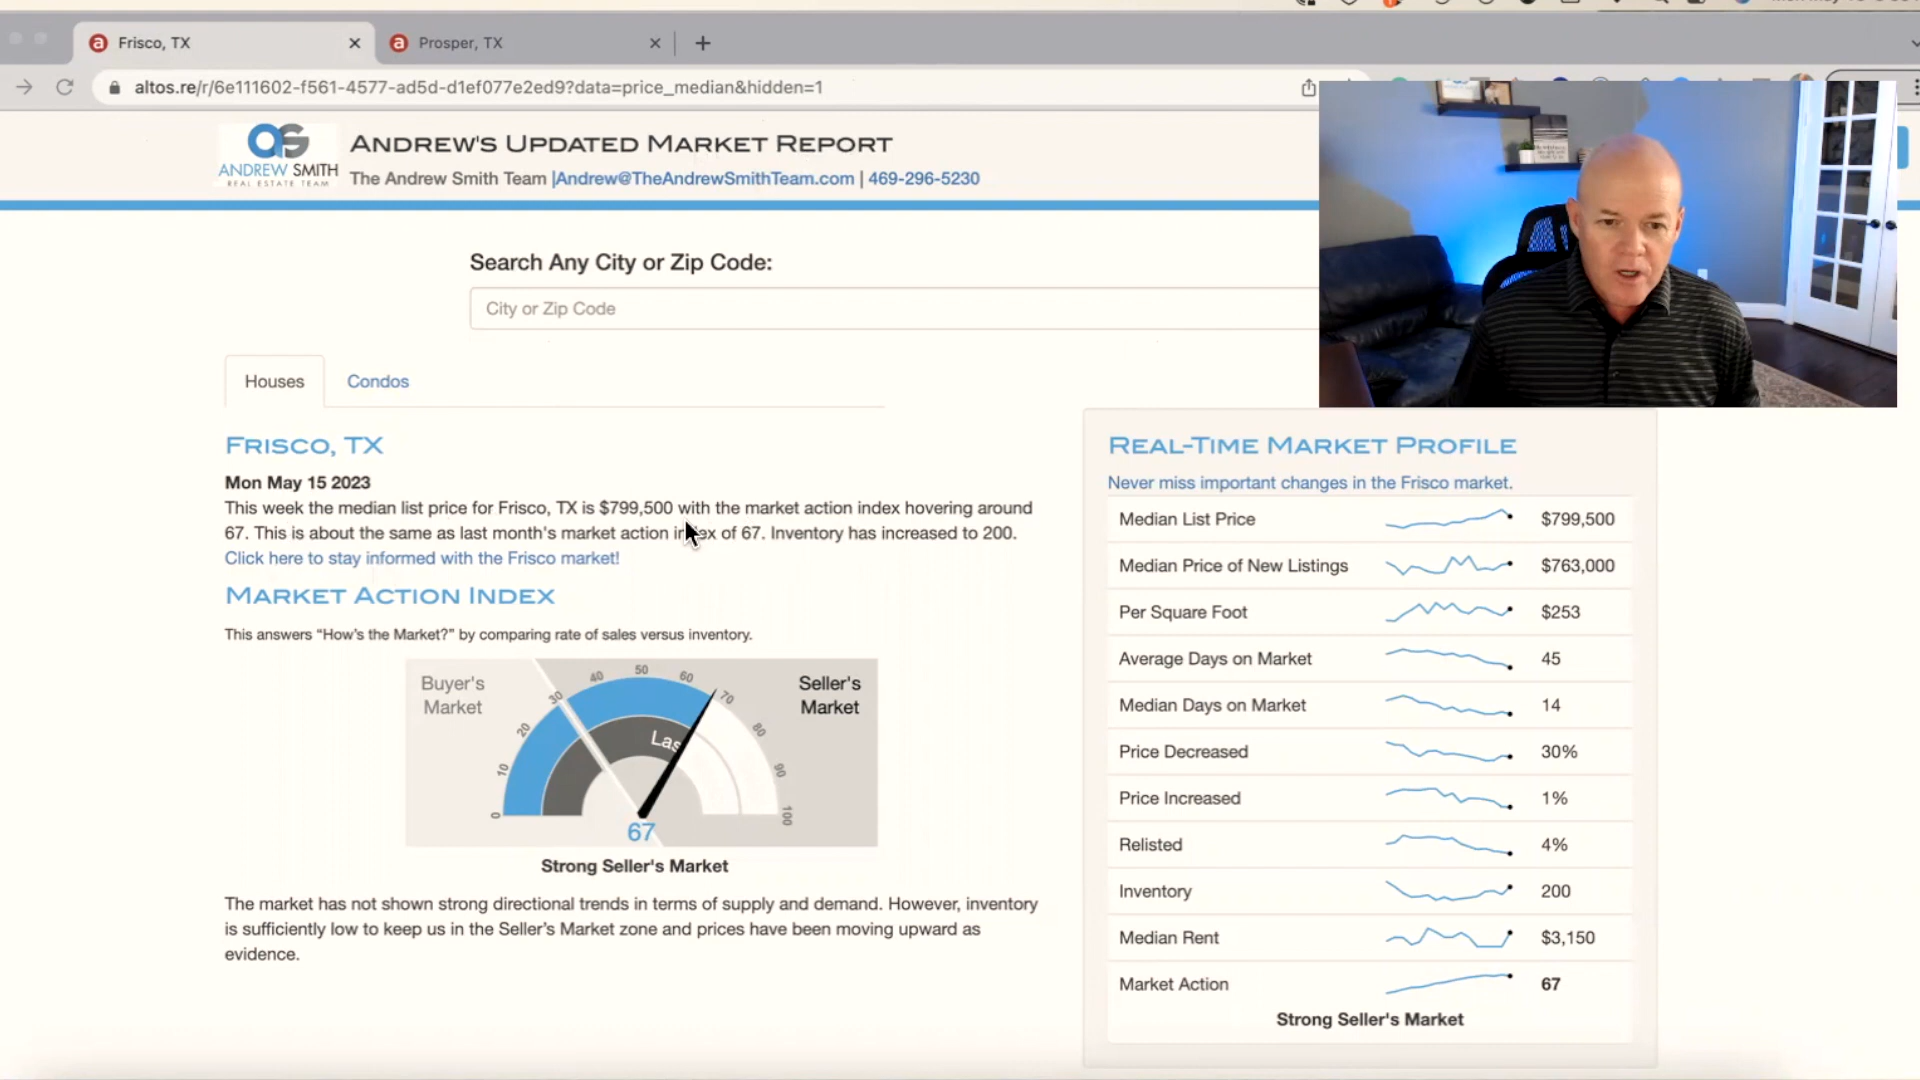 Frisco, TX
Prosper, TX
altos.re/r/6e111602-f561-4577-ad5d-d1ef077e2ed9?data=price_median&hidden=1
ANDREW SMITH
REAL ESTATE TEAM
ANDREW'S UPDATED MARKET REPORT
The Andrew Smith Team |Andrew@TheAndrewSmithTeam.com | 469-296-5230
Search Any City or Zip Code:
City or Zip Code
Houses
Condos
FRISCO, TX
Mon May 15 2023
This week the median list price for Frisco, TX is $799,500 with the market action index hovering around
67. This is about the same as last month's market action index of 67. Inventory has increased to 200.
Click here to stay informed with the Frisco market!
MARKET ACTION INDEX
This answers “How's the Market?” by comparing rate of sales versus inventory.
Buyer's
Market
Seller's
Market
0
10
20
30
40
50
60
70
80
90
100
Las
67
Strong Seller's Market
The market has not shown strong directional trends in terms of supply and demand. However, inventory
is sufficiently low to keep us in the Seller's Market zone and prices have been moving upward as
evidence.
REAL-TIME MARKET PROFILE
Never miss important changes in the Frisco market.
Median List Price $799,500
Median Price of New Listings $763,000
Per Square Foot $253
Average Days on Market 45
Median Days on Market 14
Price Decreased 30%
Price Increased 1%
Relisted 4%
Inventory 200
Median Rent $3,150
Market Action 67
Strong Seller's Market